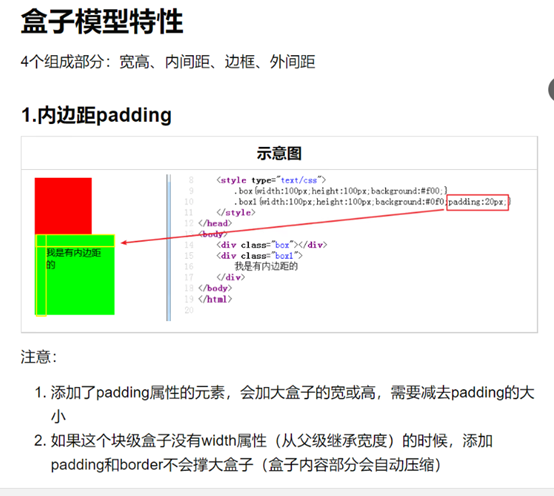 盒子模型特性
4个组成部分：宽高、内间距、边框、外间距
1.内边距padding
示意图
8 <style type="text/css">
9 .box{width:100px;height:100px;background:#f00;}
10 .box1{width:100px;height:100px;background:#0f0;padding:20px;}
11 </style>
12 </head>
13 <body>
14 <div class="box"></div>
15 <div class="box1">
16 我是有内边距的
17 </div>
18 </body>
19 </html>
20
我是有内边距
的
注意：
1. 添加了padding属性的元素，会加大盒子的宽或高，需要减去padding的大
小
2. 如果这个块级盒子没有width属性（从父级继承宽度）的时候，添加
padding和border不会撑大盒子（盒子内容部分会自动压缩）